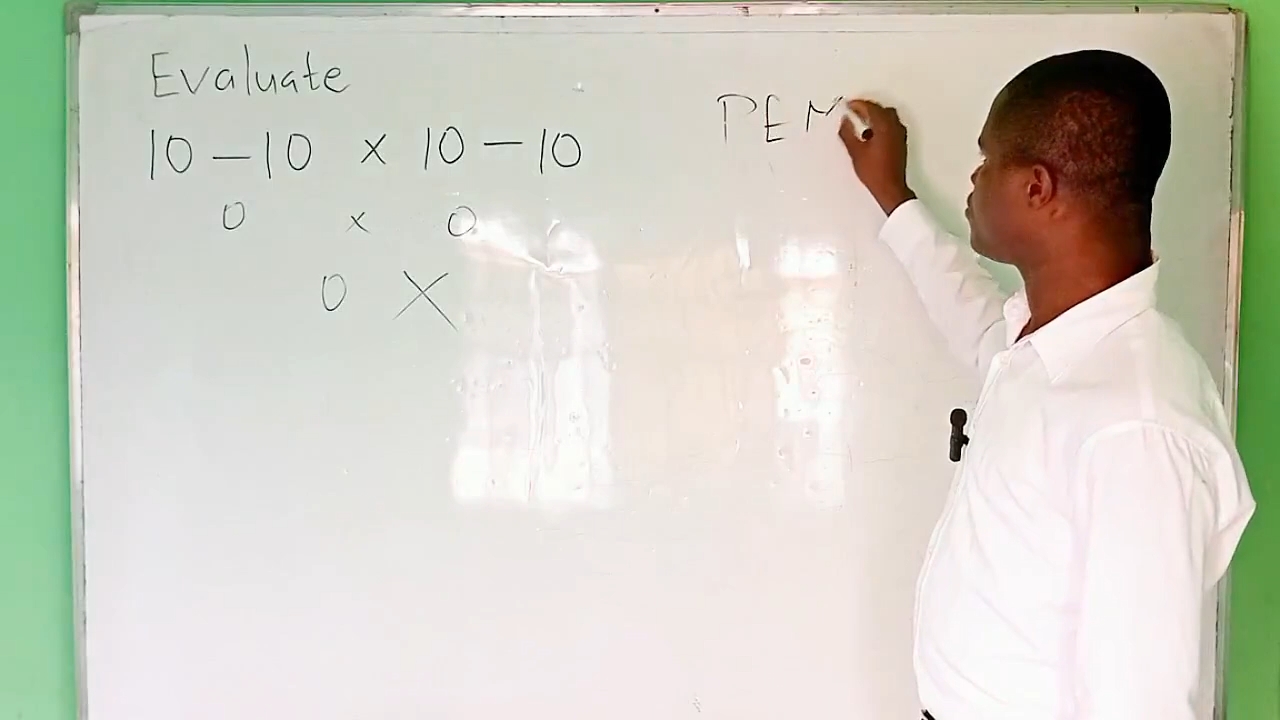 Evaluate
10 – 10 × 10 – 10
0 × 0
0 ×
PEM